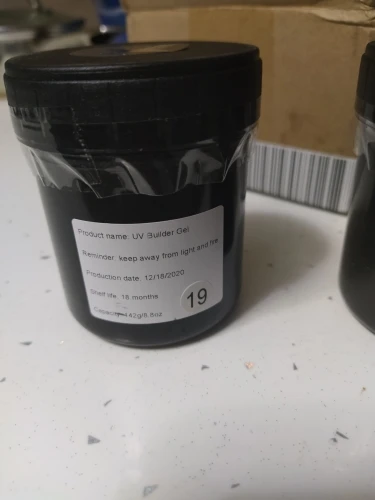 Product name: UV Builder Gel
Reminder: keep away from light and fire
Production date: 12/18/2020
Shelf life: 18 months
19